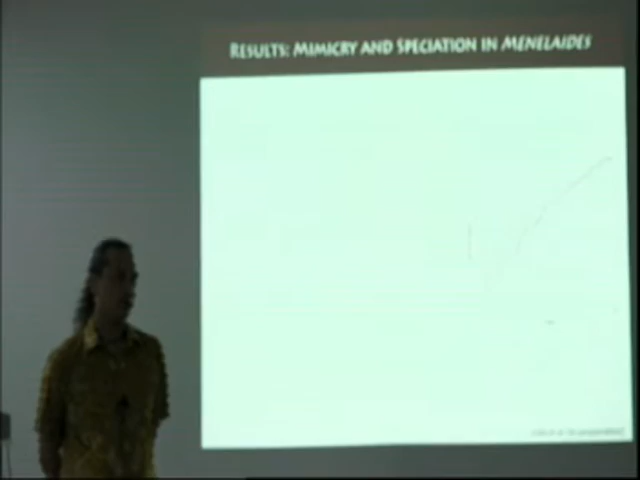 RESULTS: MIMICRY AND SPECIATION IN MENELAIDES